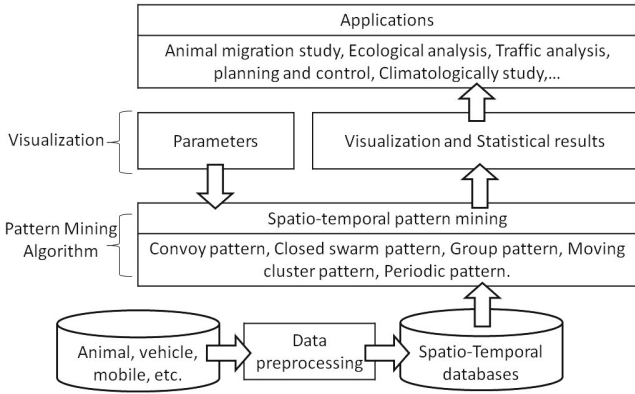 Applications
Animal migration study, Ecological analysis, Traffic analysis,
planning and control, Climatologically study,...
Visualization
Parameters
Visualization and Statistical results
Pattern Mining
Algorithm
Spatio-temporal pattern mining
Convoy pattern, Closed swarm pattern, Group pattern, Moving
cluster pattern, Periodic pattern.
Animal, vehicle,
mobile, etc.
Data
preprocessing
Spatio-Temporal
databases